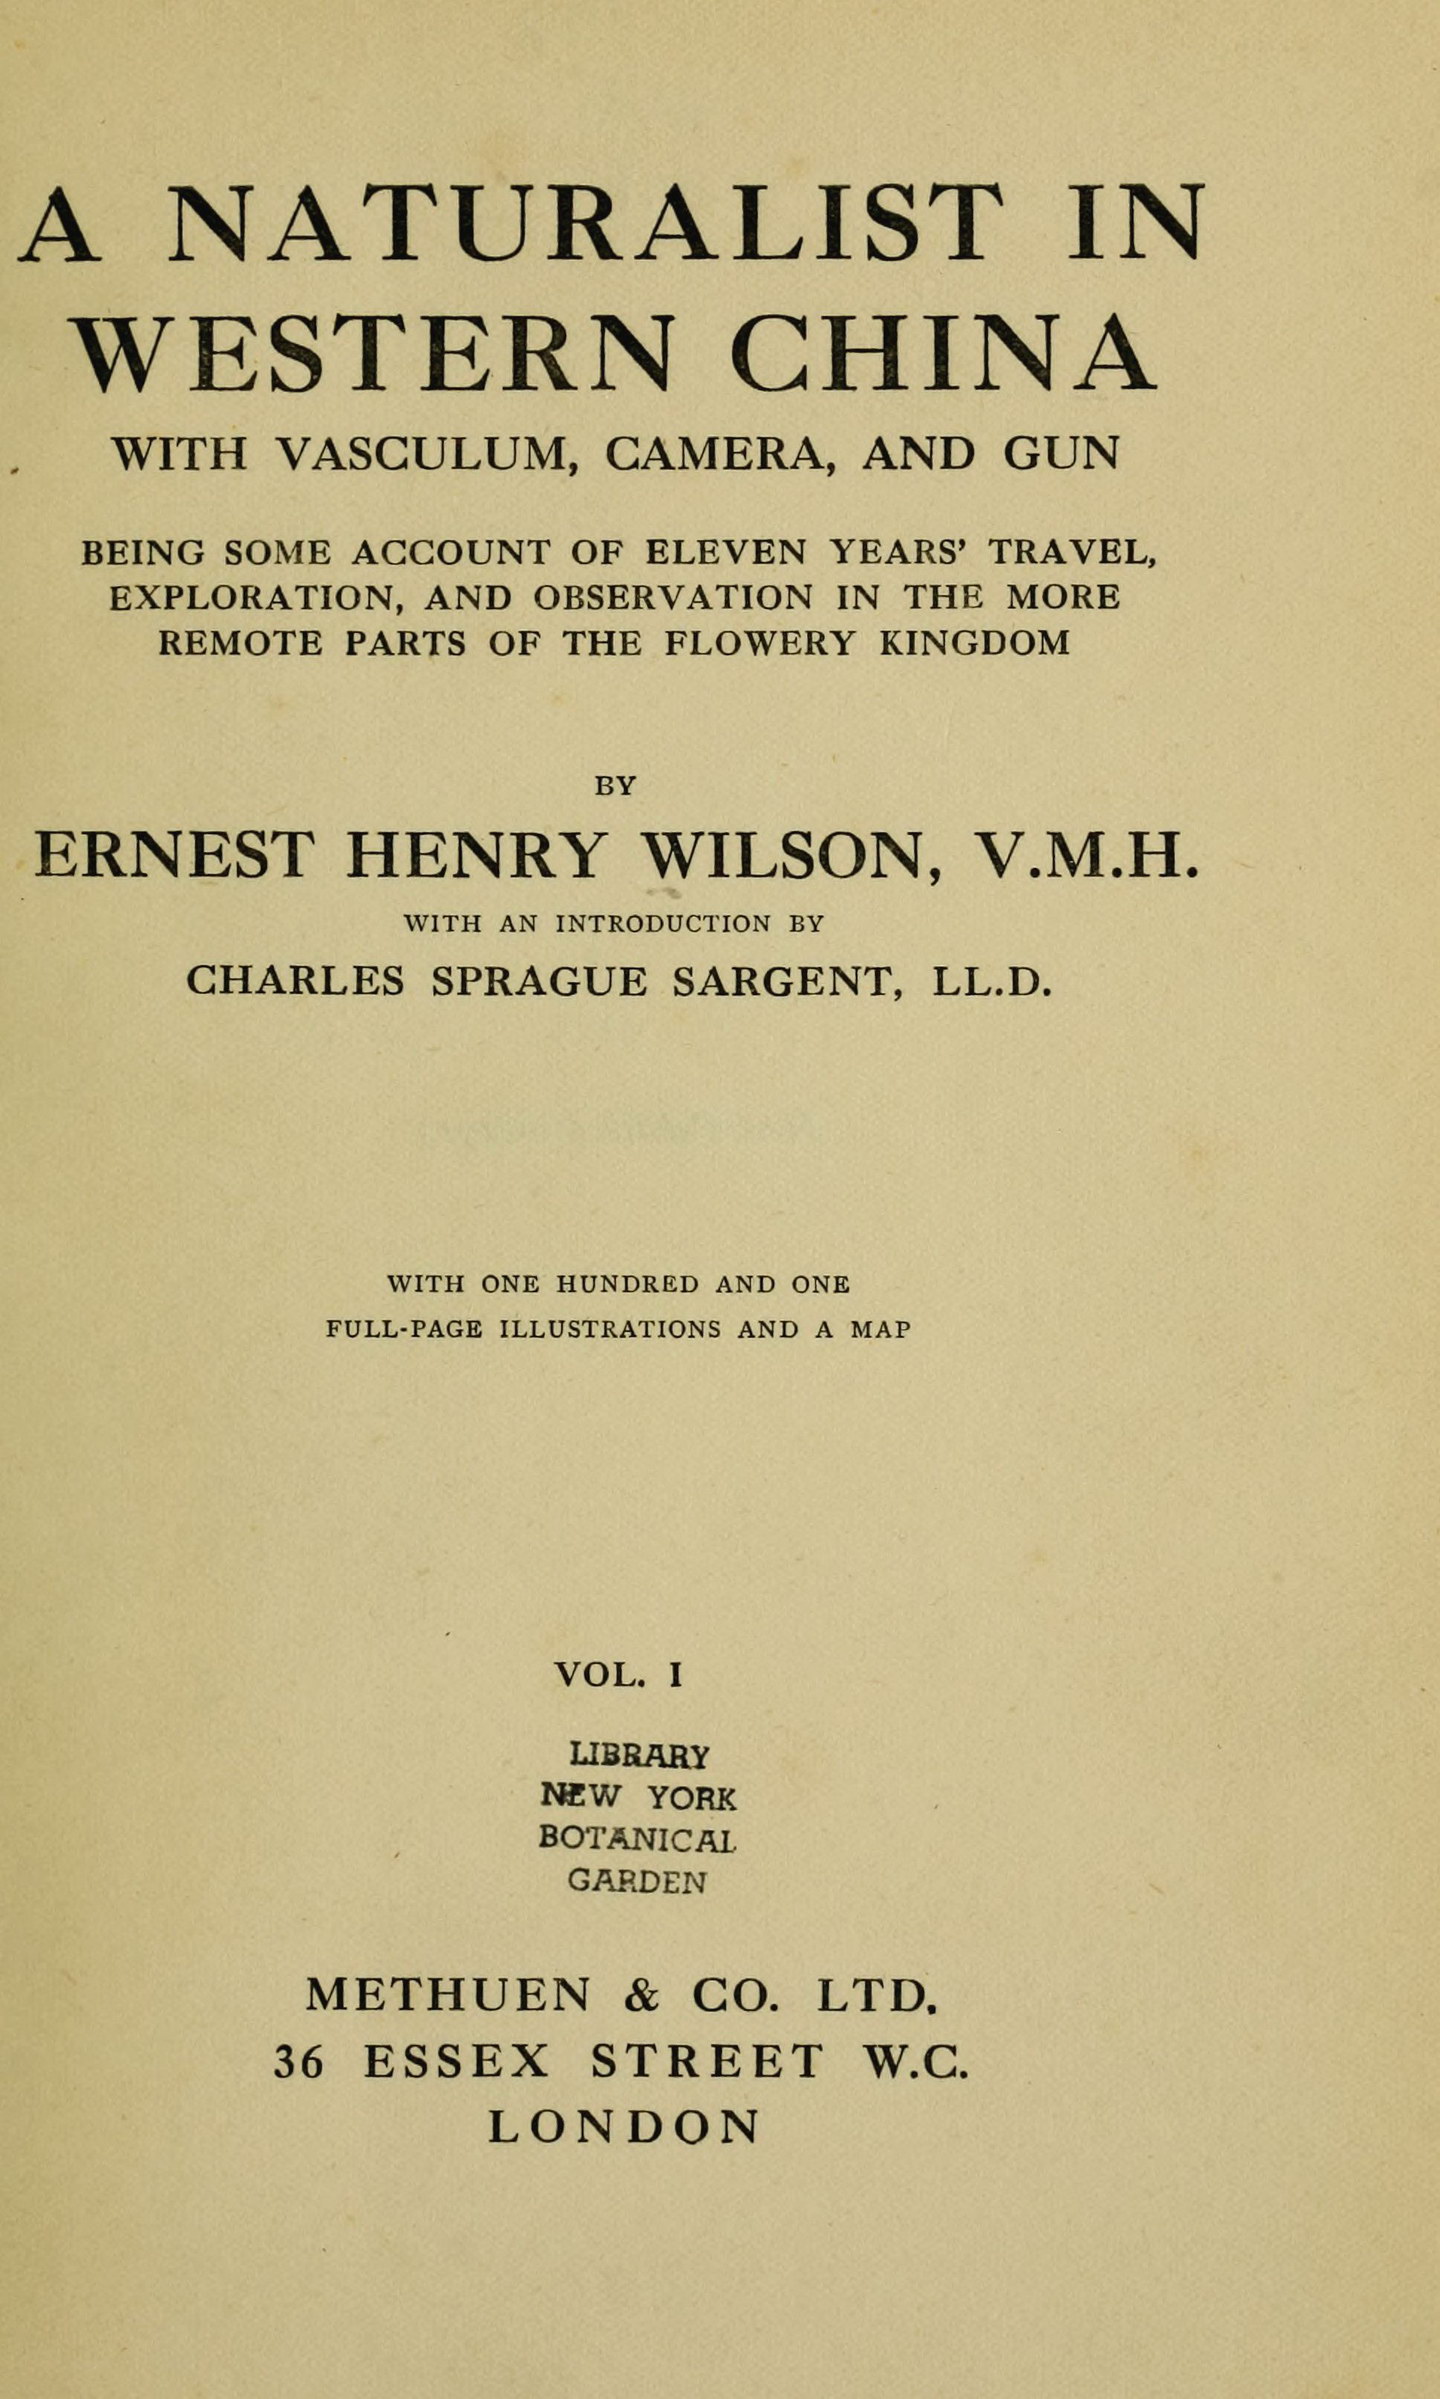 A NATURALIST IN
WESTERN CHINA
WITH VASCULUM, CAMERA, AND GUN
BEING SOME ACCOUNT OF ELEVEN YEARS' TRAVEL,
EXPLORATION, AND OBSERVATION IN THE MORE
REMOTE PARTS OF THE FLOWERY KINGDOM
BY
ERNEST HENRY WILSON, V.M.H.
WITH AN INTRODUCTION BY
CHARLES SPRAGUE SARGENT, LL.D.
WITH ONE HUNDRED AND ONE
FULL-PAGE ILLUSTRATIONS AND A MAP
VOL. I
LIBRARY
NEW YORK
BOTANICAL
GARDEN
METHUEN & CO. LTD.
36 ESSEX STREET W.C.
LONDON